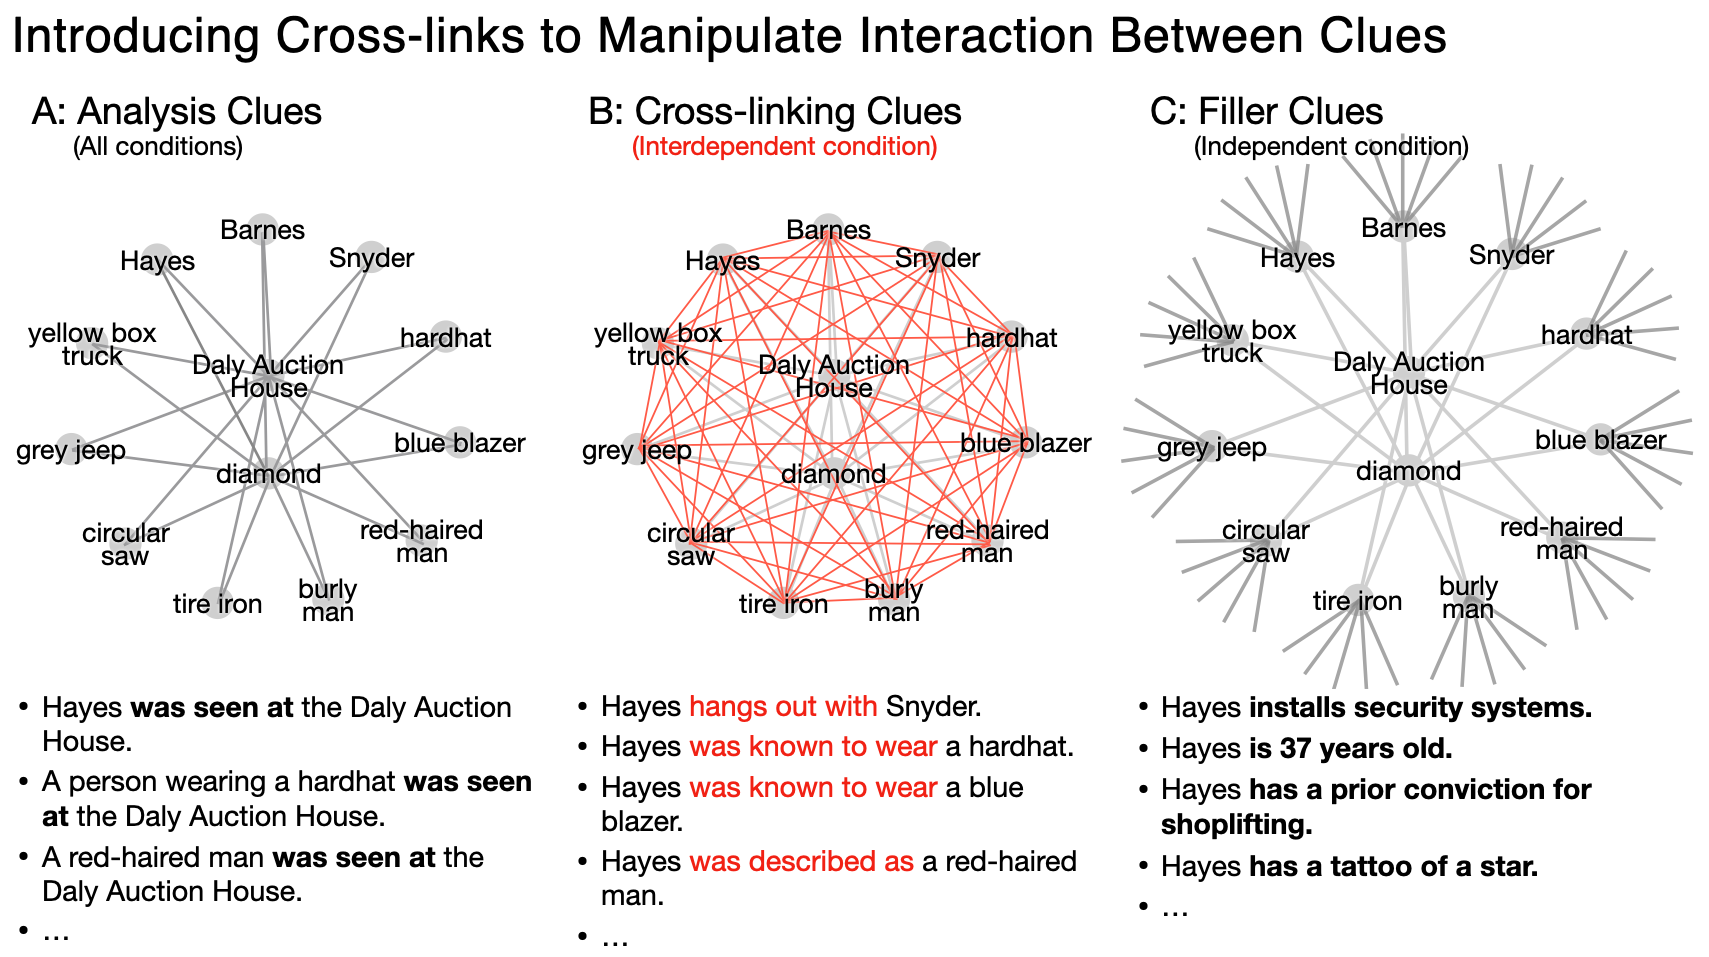 Introducing Cross-links to Manipulate Interaction Between Clues
A: Analysis Clues
(All conditions)
Barnes
Hayes
Snyder
yellow box
truck
hardhat
Daly Auction
House
grey jeep
blue blazer
diamond
circular
saw
red-haired
man
tire iron
burly
man
• Hayes was seen at the Daly Auction
House.
• A person wearing a hardhat was seen
at the Daly Auction House.
• A red-haired man was seen at the
Daly Auction House.
• …
B: Cross-linking Clues
(Interdependent condition)
Barnes
Hayes
Snyder
yellow box
truck
hardhat
Daly Auction
House
grey jeep
blue blazer
diamond
circular
saw
red-haired
man
tire iron
burly
man
• Hayes hangs out with Snyder.
• Hayes was known to wear a hardhat.
• Hayes was known to wear a blue
blazer.
• Hayes was described as a red-haired
man.
• …
C: Filler Clues
(Independent condition)
Barnes
Hayes
Snyder
yellow box
truck
hardhat
Daly Auction
House
grey jeep
blue blazer
diamond
circular
saw
red-haired
man
tire iron
burly
man
• Hayes installs security systems.
• Hayes is 37 years old.
• Hayes has a prior conviction for
shoplifting.
• Hayes has a tattoo of a star.
• …